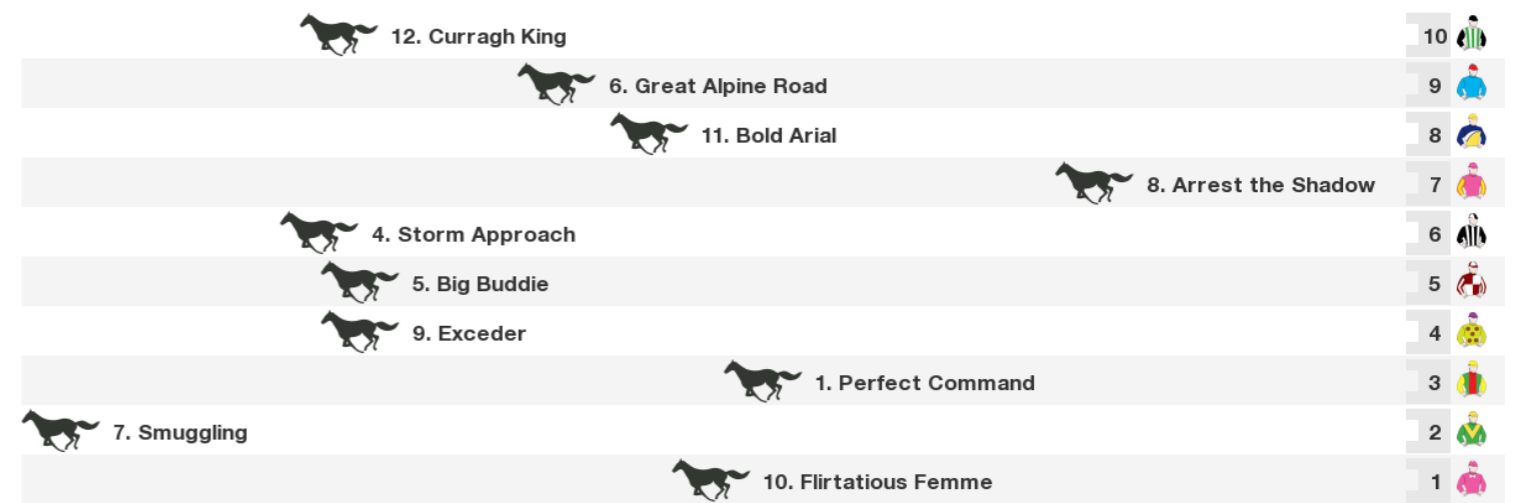 12. Curragh King 10
6. Great Alpine Road 9
11. Bold Arial 8
8. Arrest the Shadow 7
4. Storm Approach 6
5. Big Buddie 5
9. Exceder 4
1. Perfect Command 3
7. Smuggling 2
10. Flirtatious Femme 1